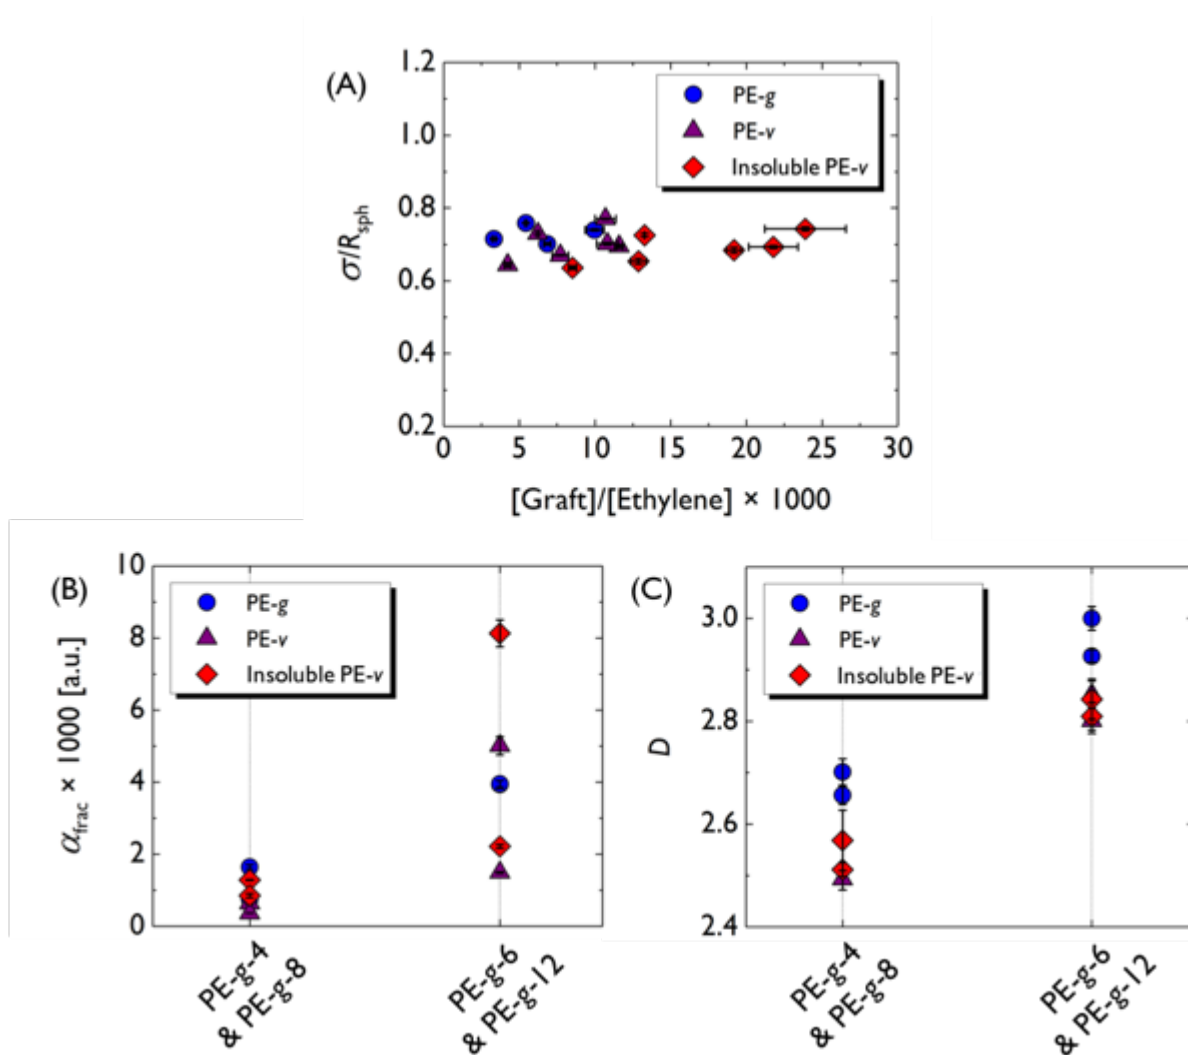 (A)
1.2
1.0
0.8
0.6
0.4
0.2
σ/R_sph
PE-g
PE-v
Insoluble PE-v
0 5 10 15 20 25 30
[Graft]/[Ethylene] × 1000
(B)
10
8
6
4
2
0
α_frac × 1000 [a.u.]
PE-g
PE-v
Insoluble PE-v
PE-g-4
& PE-g-8
PE-g-6
& PE-g-12
(C)
3.0
2.8
2.6
2.4
D
PE-g
PE-v
Insoluble PE-v
PE-g-4
& PE-g-8
PE-g-6
& PE-g-12